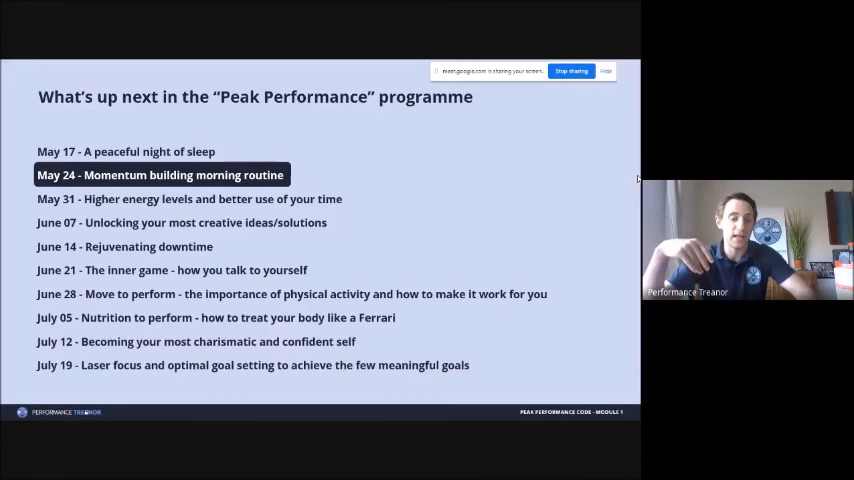 meet.google.com is sharing your screen.
Stop sharing
Hide
What's up next in the “Peak Performance” programme
May 17 - A peaceful night of sleep
May 24 - Momentum building morning routine
May 31 - Higher energy levels and better use of your time
June 07 - Unlocking your most creative ideas/solutions
June 14 - Rejuvenating downtime
June 21 - The inner game - how you talk to yourself
June 28 - Move to perform - the importance of physical activity and how to make it work for you
July 05 - Nutrition to perform - how to treat your body like a Ferrari
July 12 - Becoming your most charismatic and confident self
July 19 - Laser focus and optimal goal setting to achieve the few meaningful goals
Performance Treanor
PERFORMANCE TREANOR
PEAK PERFORMANCE CODE - MODULE 1